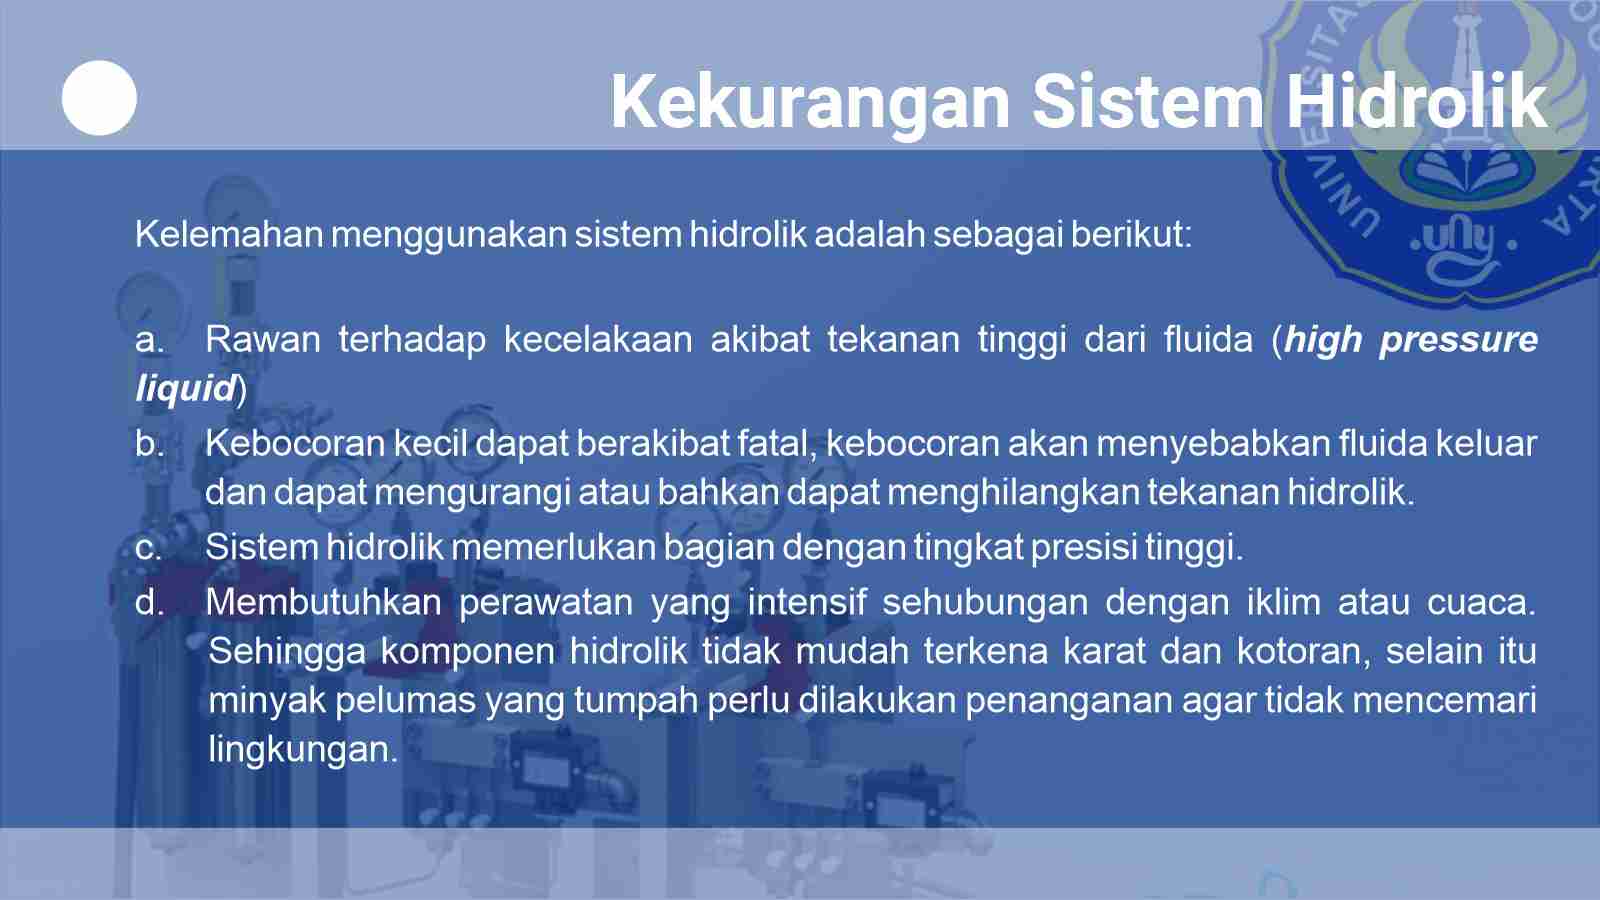 Kekurangan Sistem Hidrolik
Kelemahan menggunakan sistem hidrolik adalah sebagai berikut:
a. Rawan terhadap kecelakaan akibat tekanan tinggi dari fluida (high pressure
liquid)
b. Kebocoran kecil dapat berakibat fatal, kebocoran akan menyebabkan fluida keluar
dan dapat mengurangi atau bahkan dapat menghilangkan tekanan hidrolik.
c. Sistem hidrolik memerlukan bagian dengan tingkat presisi tinggi.
d. Membutuhkan perawatan yang intensif sehubungan dengan iklim atau cuaca.
Sehingga komponen hidrolik tidak mudah terkena karat dan kotoran, selain itu
minyak pelumas yang tumpah perlu dilakukan penanganan agar tidak mencemari
lingkungan.
UNIVERSITAS
uny